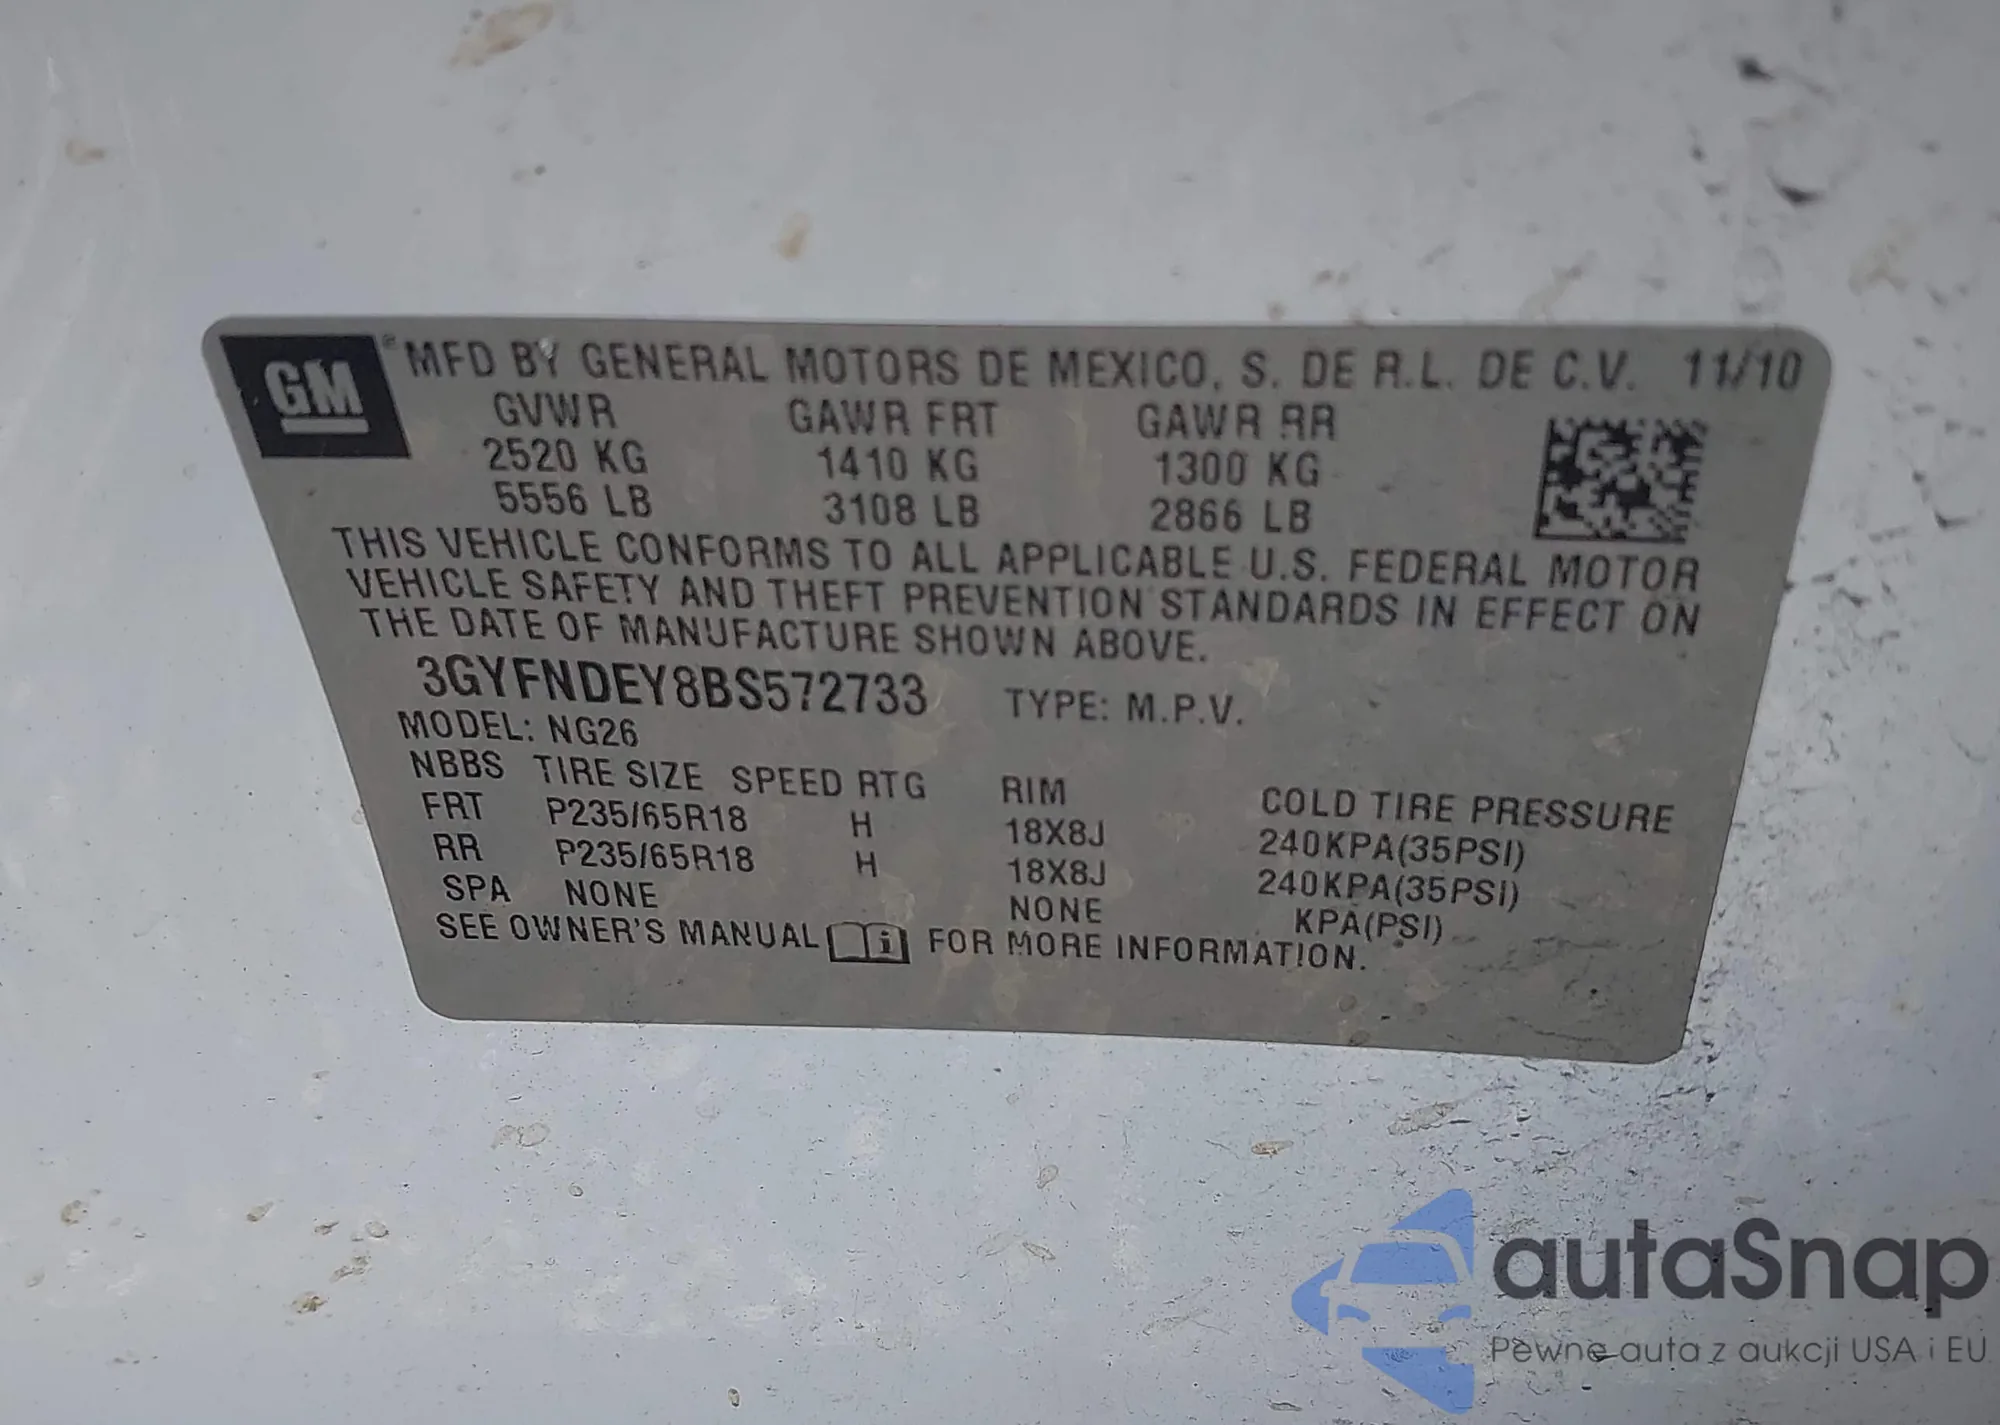 GM ® MFD BY GENERAL MOTORS DE MEXICO, S. DE R.L. DE C.V. 11/10
GVWR GAWR FRT GAWR RR
2520 KG 1410 KG 1300 KG
5556 LB 3108 LB 2866 LB
THIS VEHICLE CONFORMS TO ALL APPLICABLE U.S. FEDERAL MOTOR
VEHICLE SAFETY AND THEFT PREVENTION STANDARDS IN EFFECT ON
THE DATE OF MANUFACTURE SHOWN ABOVE.
3GYFNDEY8BS572733 TYPE: M.P.V.
MODEL: NG26
NBBS TIRE SIZE SPEED RTG RIM COLD TIRE PRESSURE
FRT P235/65R18 H 18X8J 240KPA(35PSI)
RR P235/65R18 H 18X8J 240KPA(35PSI)
SPA NONE NONE KPA(PSI)
SEE OWNER'S MANUAL FOR MORE INFORMATION.
autaSnap
Pewne auta z aukcji USA i EU